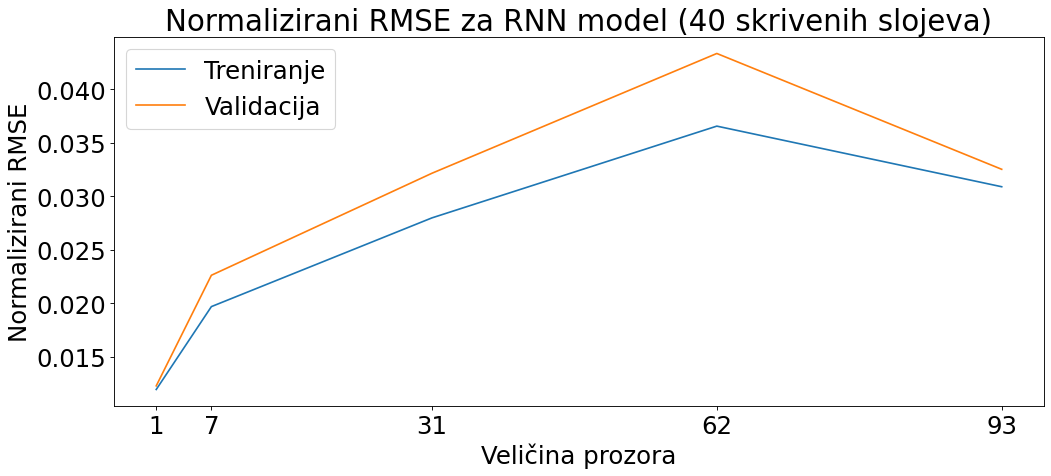 Normalizirani RMSE za RNN model (40 skrivenih slojeva)
Treniranje
Validacija
Normalizirani RMSE
0.040
0.035
0.030
0.025
0.020
0.015
1 7 31 62 93
Veličina prozora